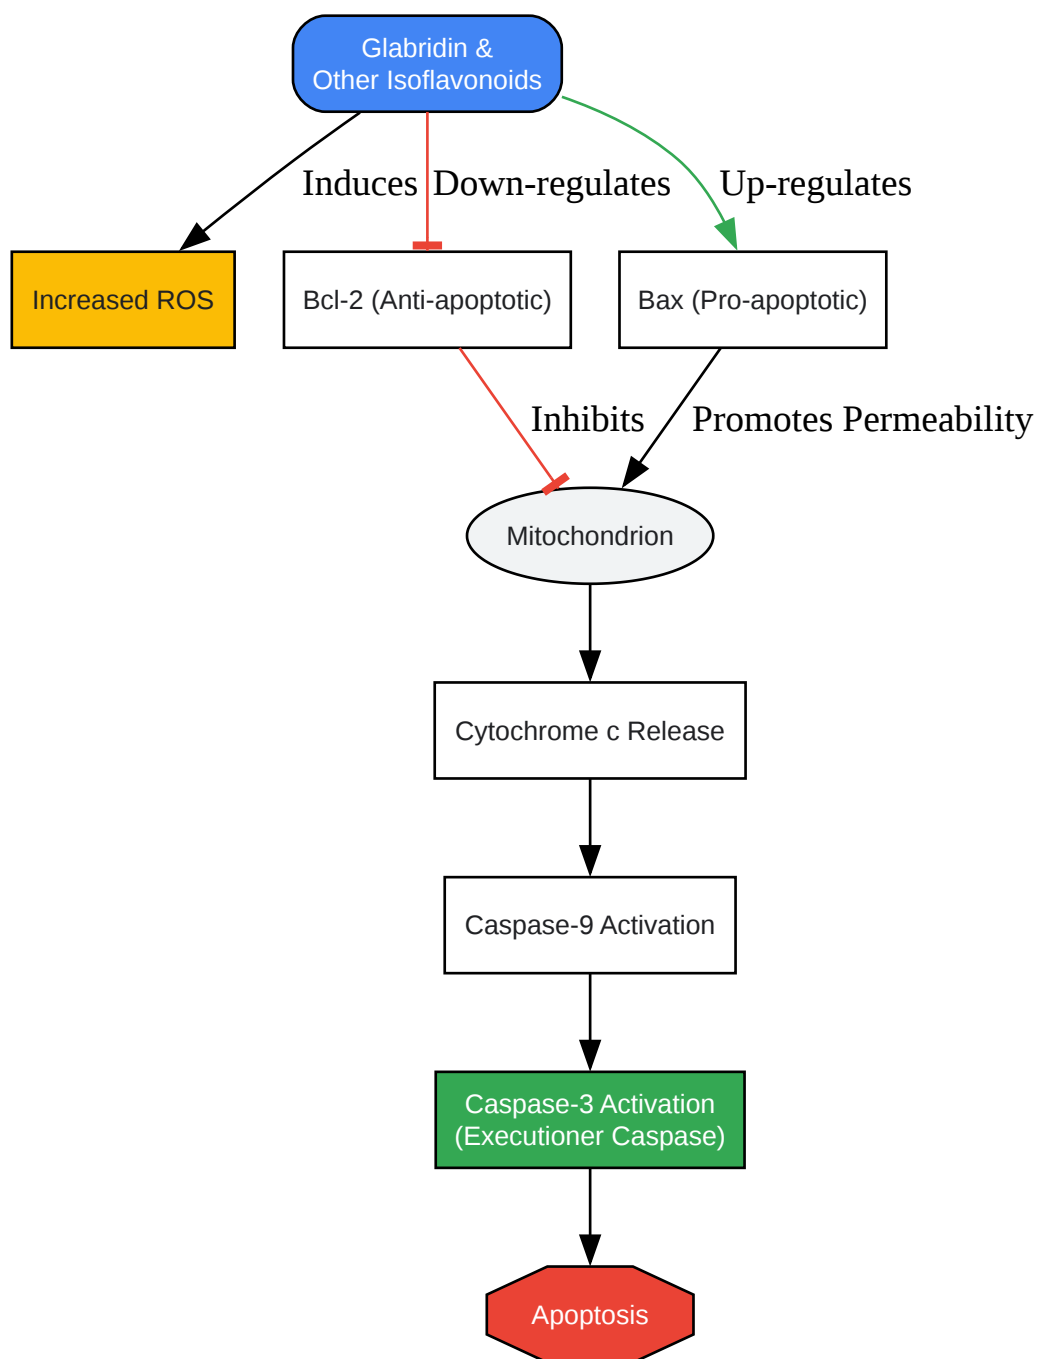 Glabridin &
Other Isoflavonoids
Induces
Down-regulates
Up-regulates
Increased ROS
Bcl-2 (Anti-apoptotic)
Bax (Pro-apoptotic)
Inhibits
Promotes Permeability
Mitochondrion
Cytochrome c Release
Caspase-9 Activation
Caspase-3 Activation
(Executioner Caspase)
Apoptosis